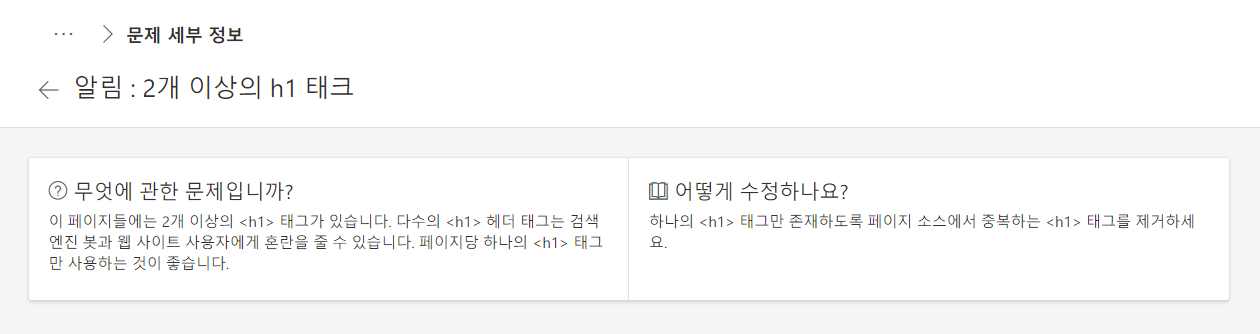 ... > 문제 세부 정보
← 알림 : 2개 이상의 h1 태크
무엇에 관한 문제입니까?
이 페이지들에는 2개 이상의 <h1> 태그가 있습니다. 다수의 <h1> 헤더 태그는 검색
엔진 봇과 웹 사이트 사용자에게 혼란을 줄 수 있습니다. 페이지당 하나의 <h1> 태그
만 사용하는 것이 좋습니다.
어떻게 수정하나요?
하나의 <h1> 태그만 존재하도록 페이지 소스에서 중복하는 <h1> 태그를 제거하세
요.